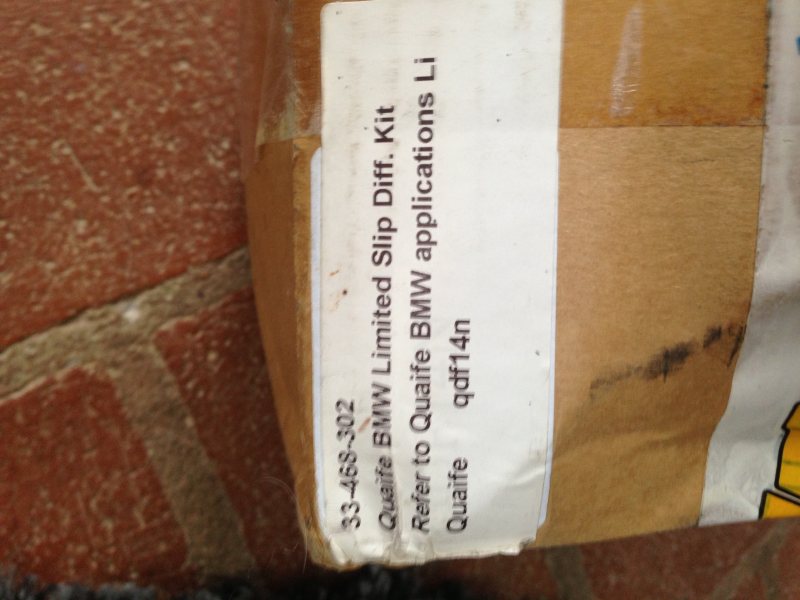 33-468-302
Quaife BMW Limited Slip Diff. Kit
Refer to Quaife BMW applications Li
Quaife qdf14n